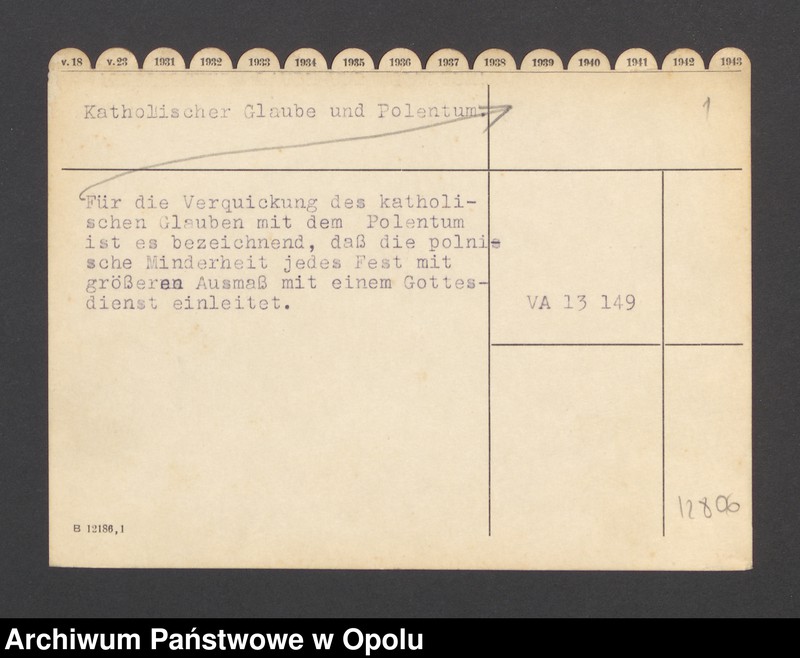 v. 18 v. 23 1931 1932 1933 1934 1935 1936 1937 1938 1939 1940 1941 1942 1943
Katholischer Glaube und Polentum.
1
Für die Verquickung des katholi-
schen Glauben mit dem Polentum
ist es bezeichnend, daß die polni-
sche Minderheit jedes Fest mit
größeren Ausmaß mit einem Gottes-
dienst einleitet.
VA 13 149
12806
B 12186,1
Archiwum Państwowe w Opolu